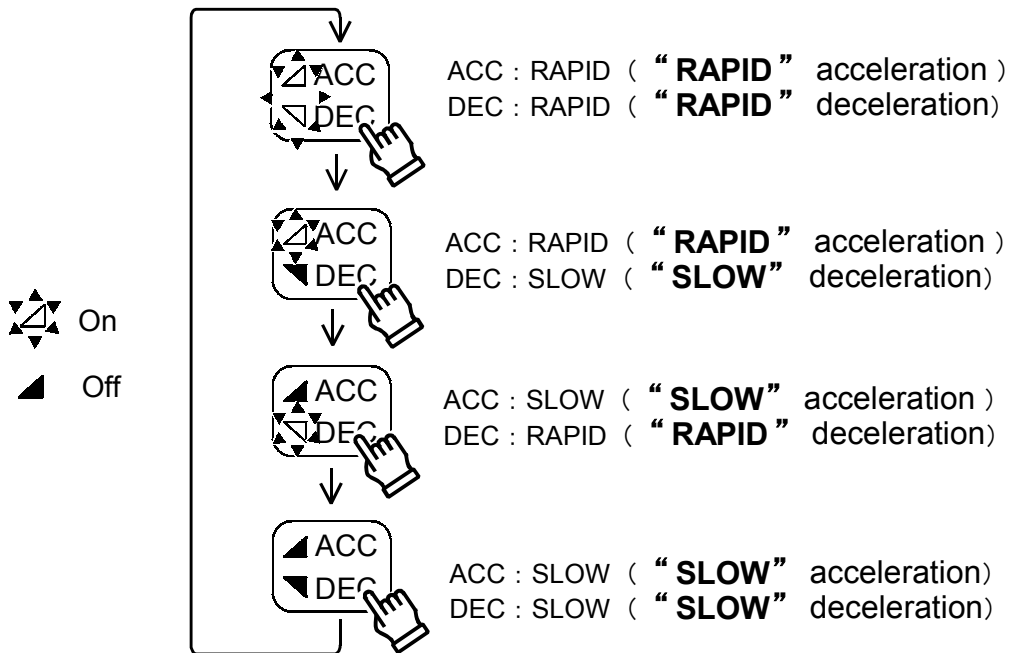 ACC
DEC
ACC : RAPID ( “ RAPID ” acceleration )
DEC : RAPID ( “ RAPID ” deceleration)
ACC
DEC
ACC : RAPID ( “ RAPID ” acceleration )
DEC : SLOW ( “ SLOW” deceleration)
On
Off
ACC
DEC
ACC : SLOW ( “ SLOW” acceleration )
DEC : RAPID ( “ RAPID ” deceleration)
ACC
DEC
ACC : SLOW ( “ SLOW” acceleration)
DEC : SLOW ( “ SLOW” deceleration)